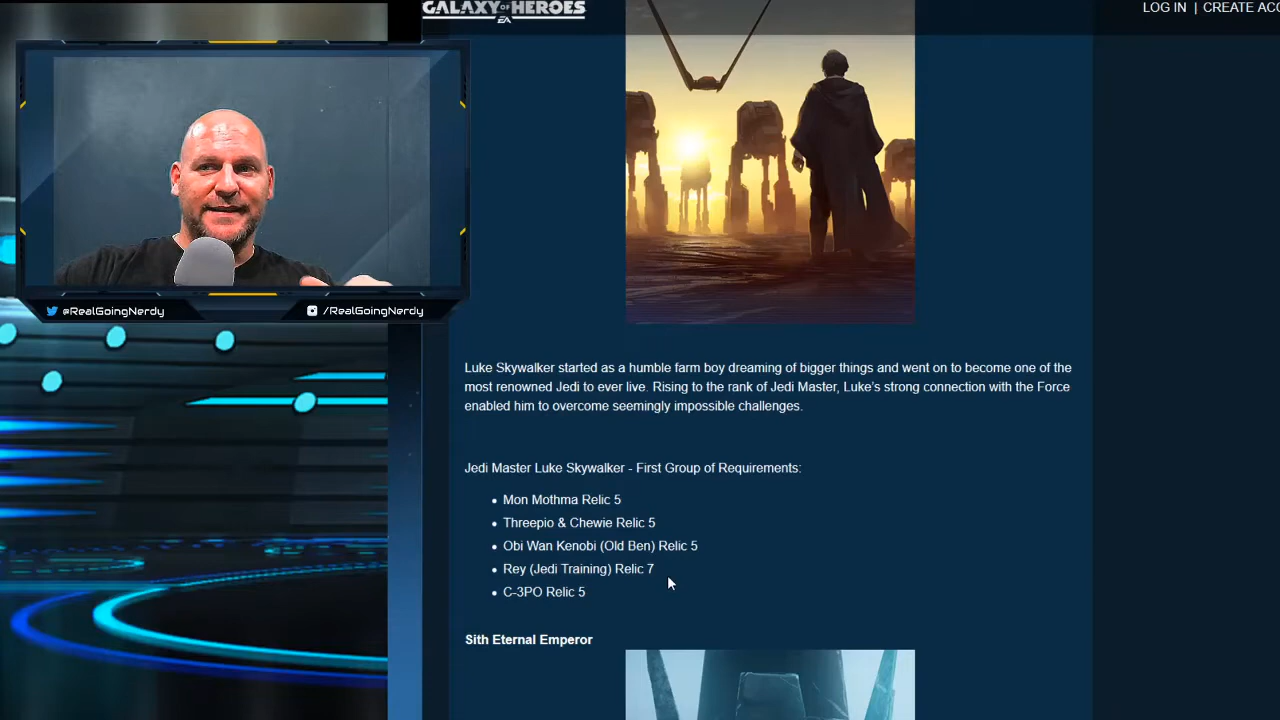 GALAXY OF HEROES
EA
LOG IN | CREATE ACC
@RealGoingNerdy
/RealGoingNerdy
Luke Skywalker started as a humble farm boy dreaming of bigger things and went on to become one of the
most renowned Jedi to ever live. Rising to the rank of Jedi Master, Luke's strong connection with the Force
enabled him to overcome seemingly impossible challenges.
Jedi Master Luke Skywalker - First Group of Requirements:
Mon Mothma Relic 5
Threepio & Chewie Relic 5
Obi Wan Kenobi (Old Ben) Relic 5
Rey (Jedi Training) Relic 7
C-3PO Relic 5
Sith Eternal Emperor